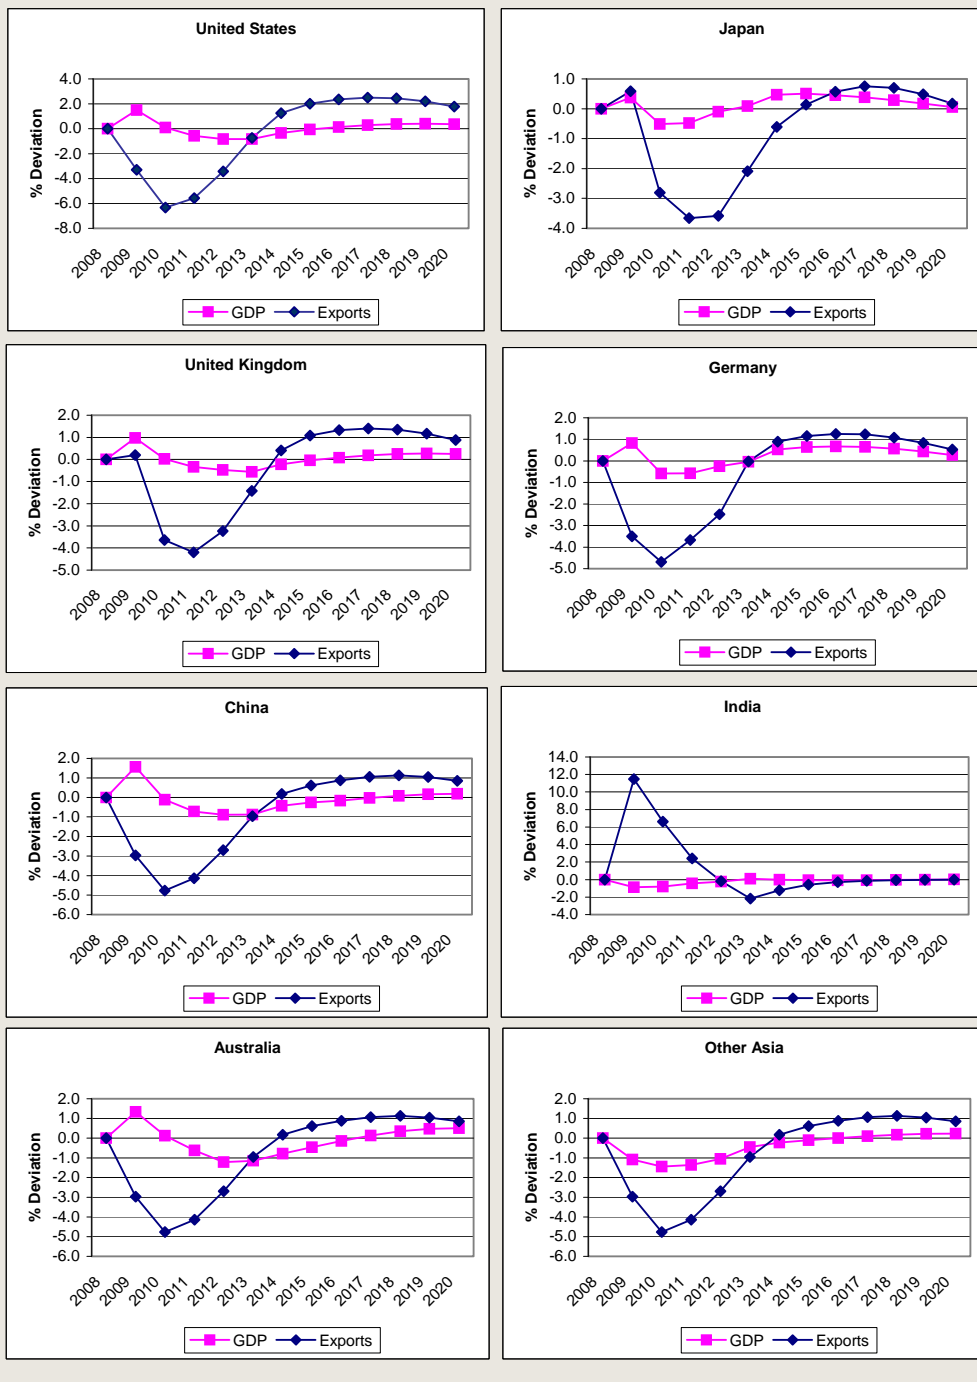 United States
% Deviation
4.0
2.0
0.0
-2.0
-4.0
-6.0
-8.0
2008 2009 2010 2011 2012 2013 2014 2015 2016 2017 2018 2019 2020
GDP Exports
Japan
% Deviation
1.0
0.0
-1.0
-2.0
-3.0
-4.0
2008 2009 2010 2011 2012 2013 2014 2015 2016 2017 2018 2019 2020
GDP Exports
United Kingdom
% Deviation
2.0
1.0
0.0
-1.0
-2.0
-3.0
-4.0
-5.0
2008 2009 2010 2011 2012 2013 2014 2015 2016 2017 2018 2019 2020
GDP Exports
Germany
% Deviation
2.0
1.0
0.0
-1.0
-2.0
-3.0
-4.0
-5.0
2008 2009 2010 2011 2012 2013 2014 2015 2016 2017 2018 2019 2020
GDP Exports
China
% Deviation
2.0
1.0
0.0
-1.0
-2.0
-3.0
-4.0
-5.0
-6.0
2008 2009 2010 2011 2012 2013 2014 2015 2016 2017 2018 2019 2020
GDP Exports
India
% Deviation
14.0
12.0
10.0
8.0
6.0
4.0
2.0
0.0
-2.0
-4.0
2008 2009 2010 2011 2012 2013 2014 2015 2016 2017 2018 2019 2020
GDP Exports
Australia
% Deviation
2.0
1.0
0.0
-1.0
-2.0
-3.0
-4.0
-5.0
-6.0
2008 2009 2010 2011 2012 2013 2014 2015 2016 2017 2018 2019 2020
GDP Exports
Other Asia
% Deviation
2.0
1.0
0.0
-1.0
-2.0
-3.0
-4.0
-5.0
-6.0
2008 2009 2010 2011 2012 2013 2014 2015 2016 2017 2018 2019 2020
GDP Exports